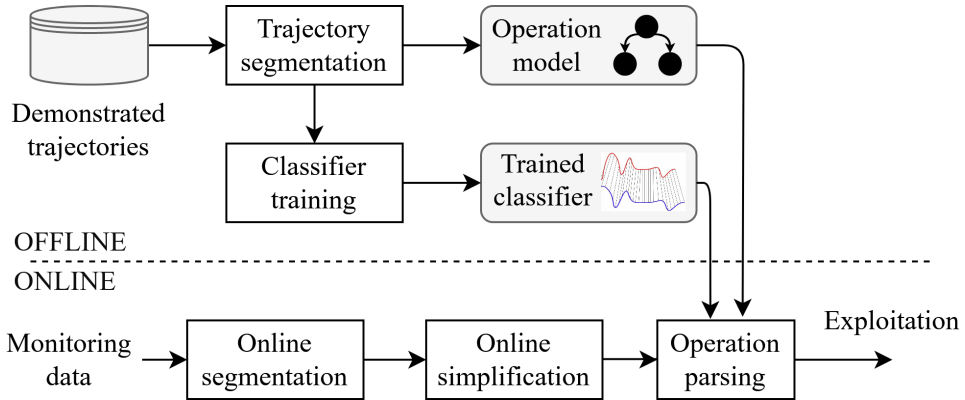 Trajectory
segmentation
Operation
model
Demonstrated
trajectories
Classifier
training
Trained
classifier
OFFLINE
ONLINE
Monitoring
data
Online
segmentation
Online
simplification
Operation
parsing
Exploitation